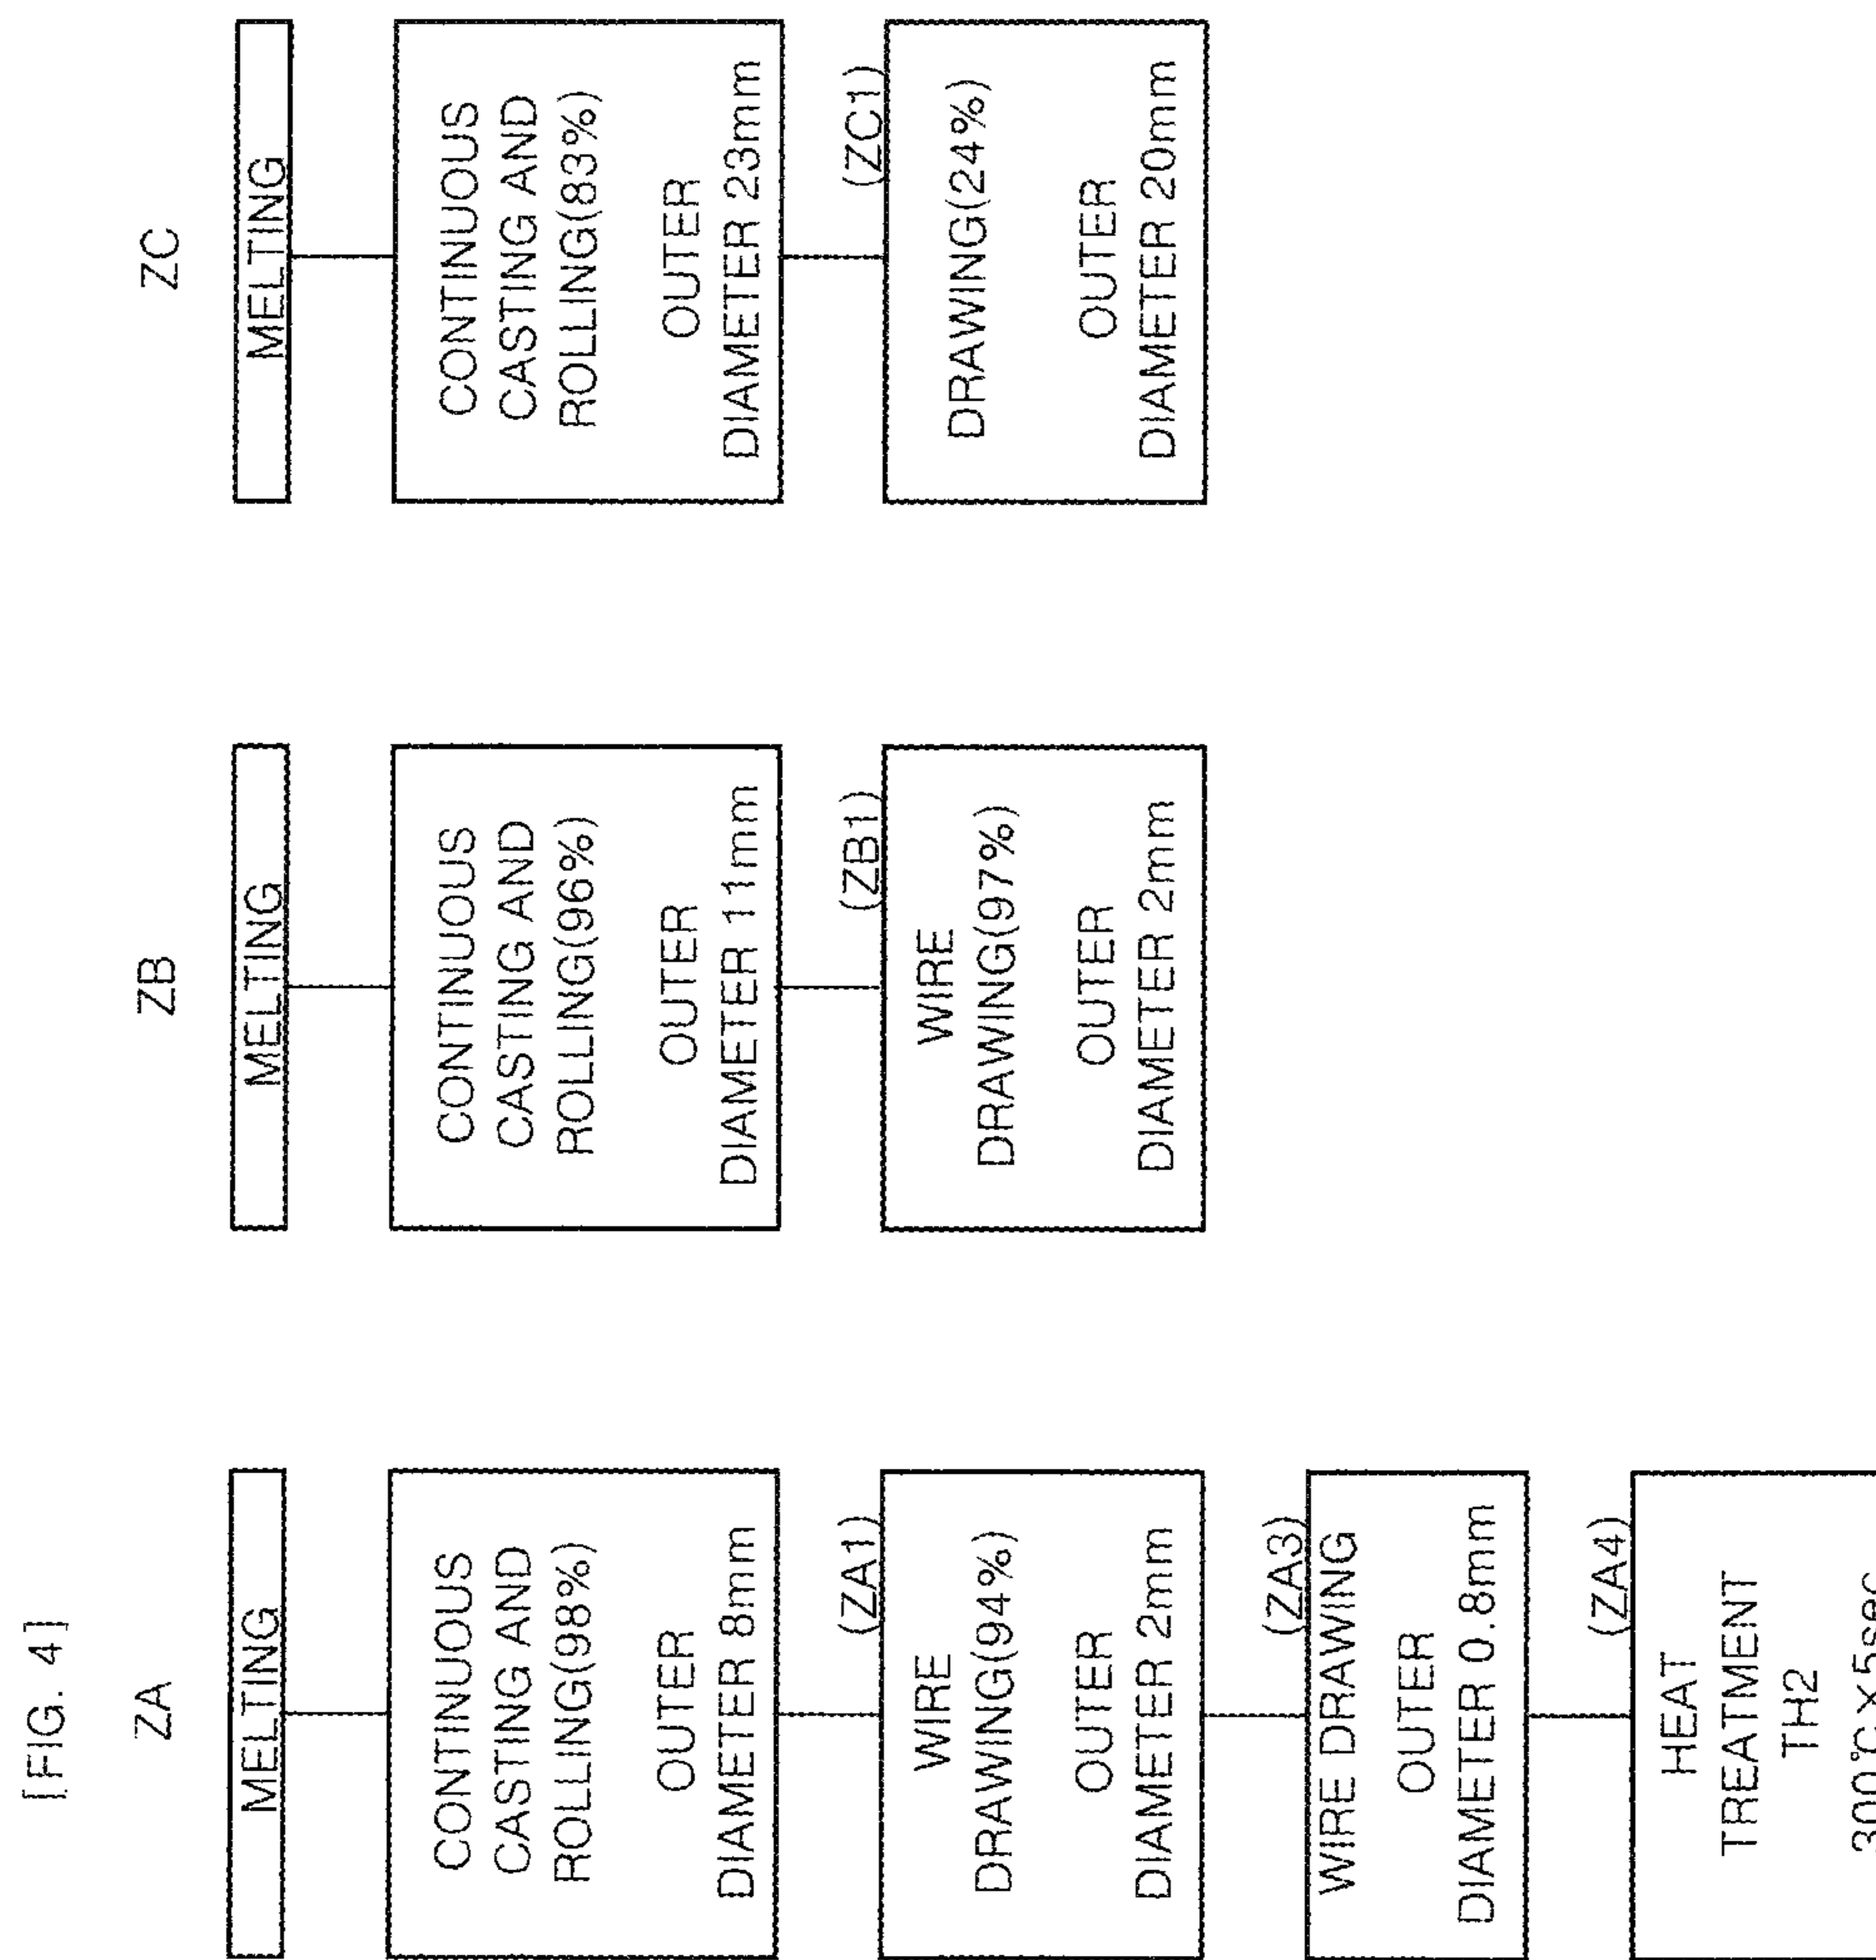 [FIG. 4]
ZA
MELTING
CONTINUOUS
CASTING AND
ROLLING(98%)
OUTER
DIAMETER 8mm
(ZA1)
WIRE
DRAWING(94%)
OUTER
DIAMETER 2mm
(ZA3)
WIRE DRAWING
OUTER
DIAMETER 0.8mm
(ZA4)
HEAT
TREATMENT
TH2
300℃×5sec
ZB
MELTING
CONTINUOUS
CASTING AND
ROLLING(96%)
OUTER
DIAMETER 11mm
(ZB1)
WIRE
DRAWING(97%)
OUTER
DIAMETER 2mm
ZC
MELTING
CONTINUOUS
CASTING AND
ROLLING(83%)
OUTER
DIAMETER 23mm
(ZC1)
DRAWING(24%)
OUTER
DIAMETER 20mm